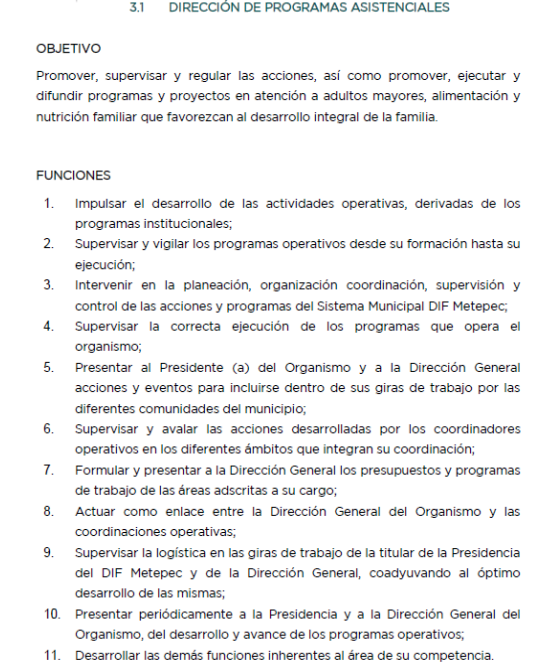 3.1 DIRECCIÓN DE PROGRAMAS ASISTENCIALES
OBJETIVO
Promover, supervisar y regular las acciones, así como promover, ejecutar y
difundir programas y proyectos en atención a adultos mayores, alimentación y
nutrición familiar que favorezcan al desarrollo integral de la familia.
FUNCIONES
1. Impulsar el desarrollo de las actividades operativas, derivadas de los
programas institucionales;
2. Supervisar y vigilar los programas operativos desde su formación hasta su
ejecución;
3. Intervenir en la planeación, organización coordinación, supervisión y
control de las acciones y programas del Sistema Municipal DIF Metepec;
4. Supervisar la correcta ejecución de los programas que opera el
organismo;
5. Presentar al Presidente (a) del Organismo y a la Dirección General
acciones y eventos para incluirse dentro de sus giras de trabajo por las
diferentes comunidades del municipio;
6. Supervisar y avalar las acciones desarrolladas por los coordinadores
operativos en los diferentes ámbitos que integran su coordinación;
7. Formular y presentar a la Dirección General los presupuestos y programas
de trabajo de las áreas adscritas a su cargo;
8. Actuar como enlace entre la Dirección General del Organismo y las
coordinaciones operativas;
9. Supervisar la logística en las giras de trabajo de la titular de la Presidencia
del DIF Metepec y de la Dirección General, coadyuvando al óptimo
desarrollo de las mismas;
10. Presentar periódicamente a la Presidencia y a la Dirección General del
Organismo, del desarrollo y avance de los programas operativos;
11. Desarrollar las demás funciones inherentes al área de su competencia.